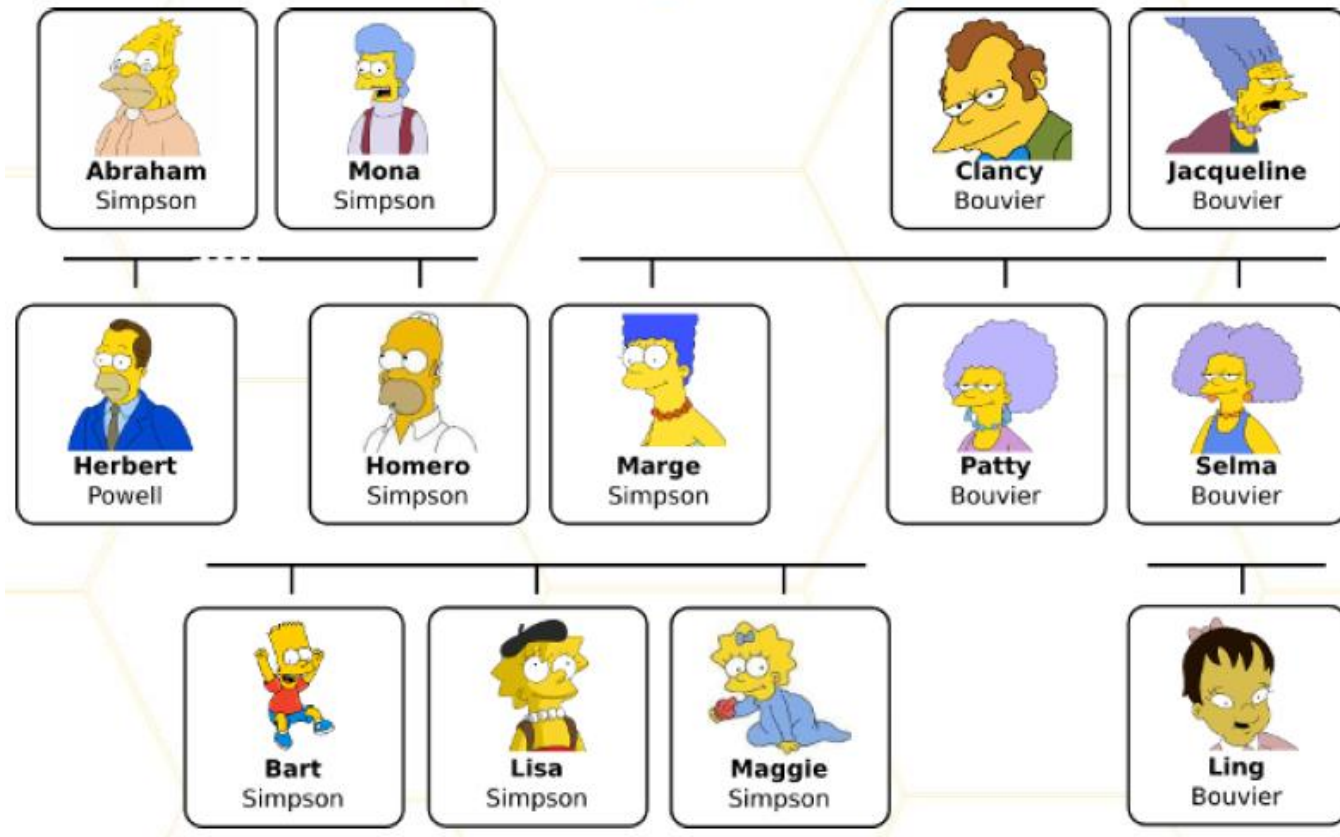 Abraham
Simpson
Mona
Simpson
Clancy
Bouvier
Jacqueline
Bouvier
Herbert
Powell
Homero
Simpson
Marge
Simpson
Patty
Bouvier
Selma
Bouvier
Bart
Simpson
Lisa
Simpson
Maggie
Simpson
Ling
Bouvier